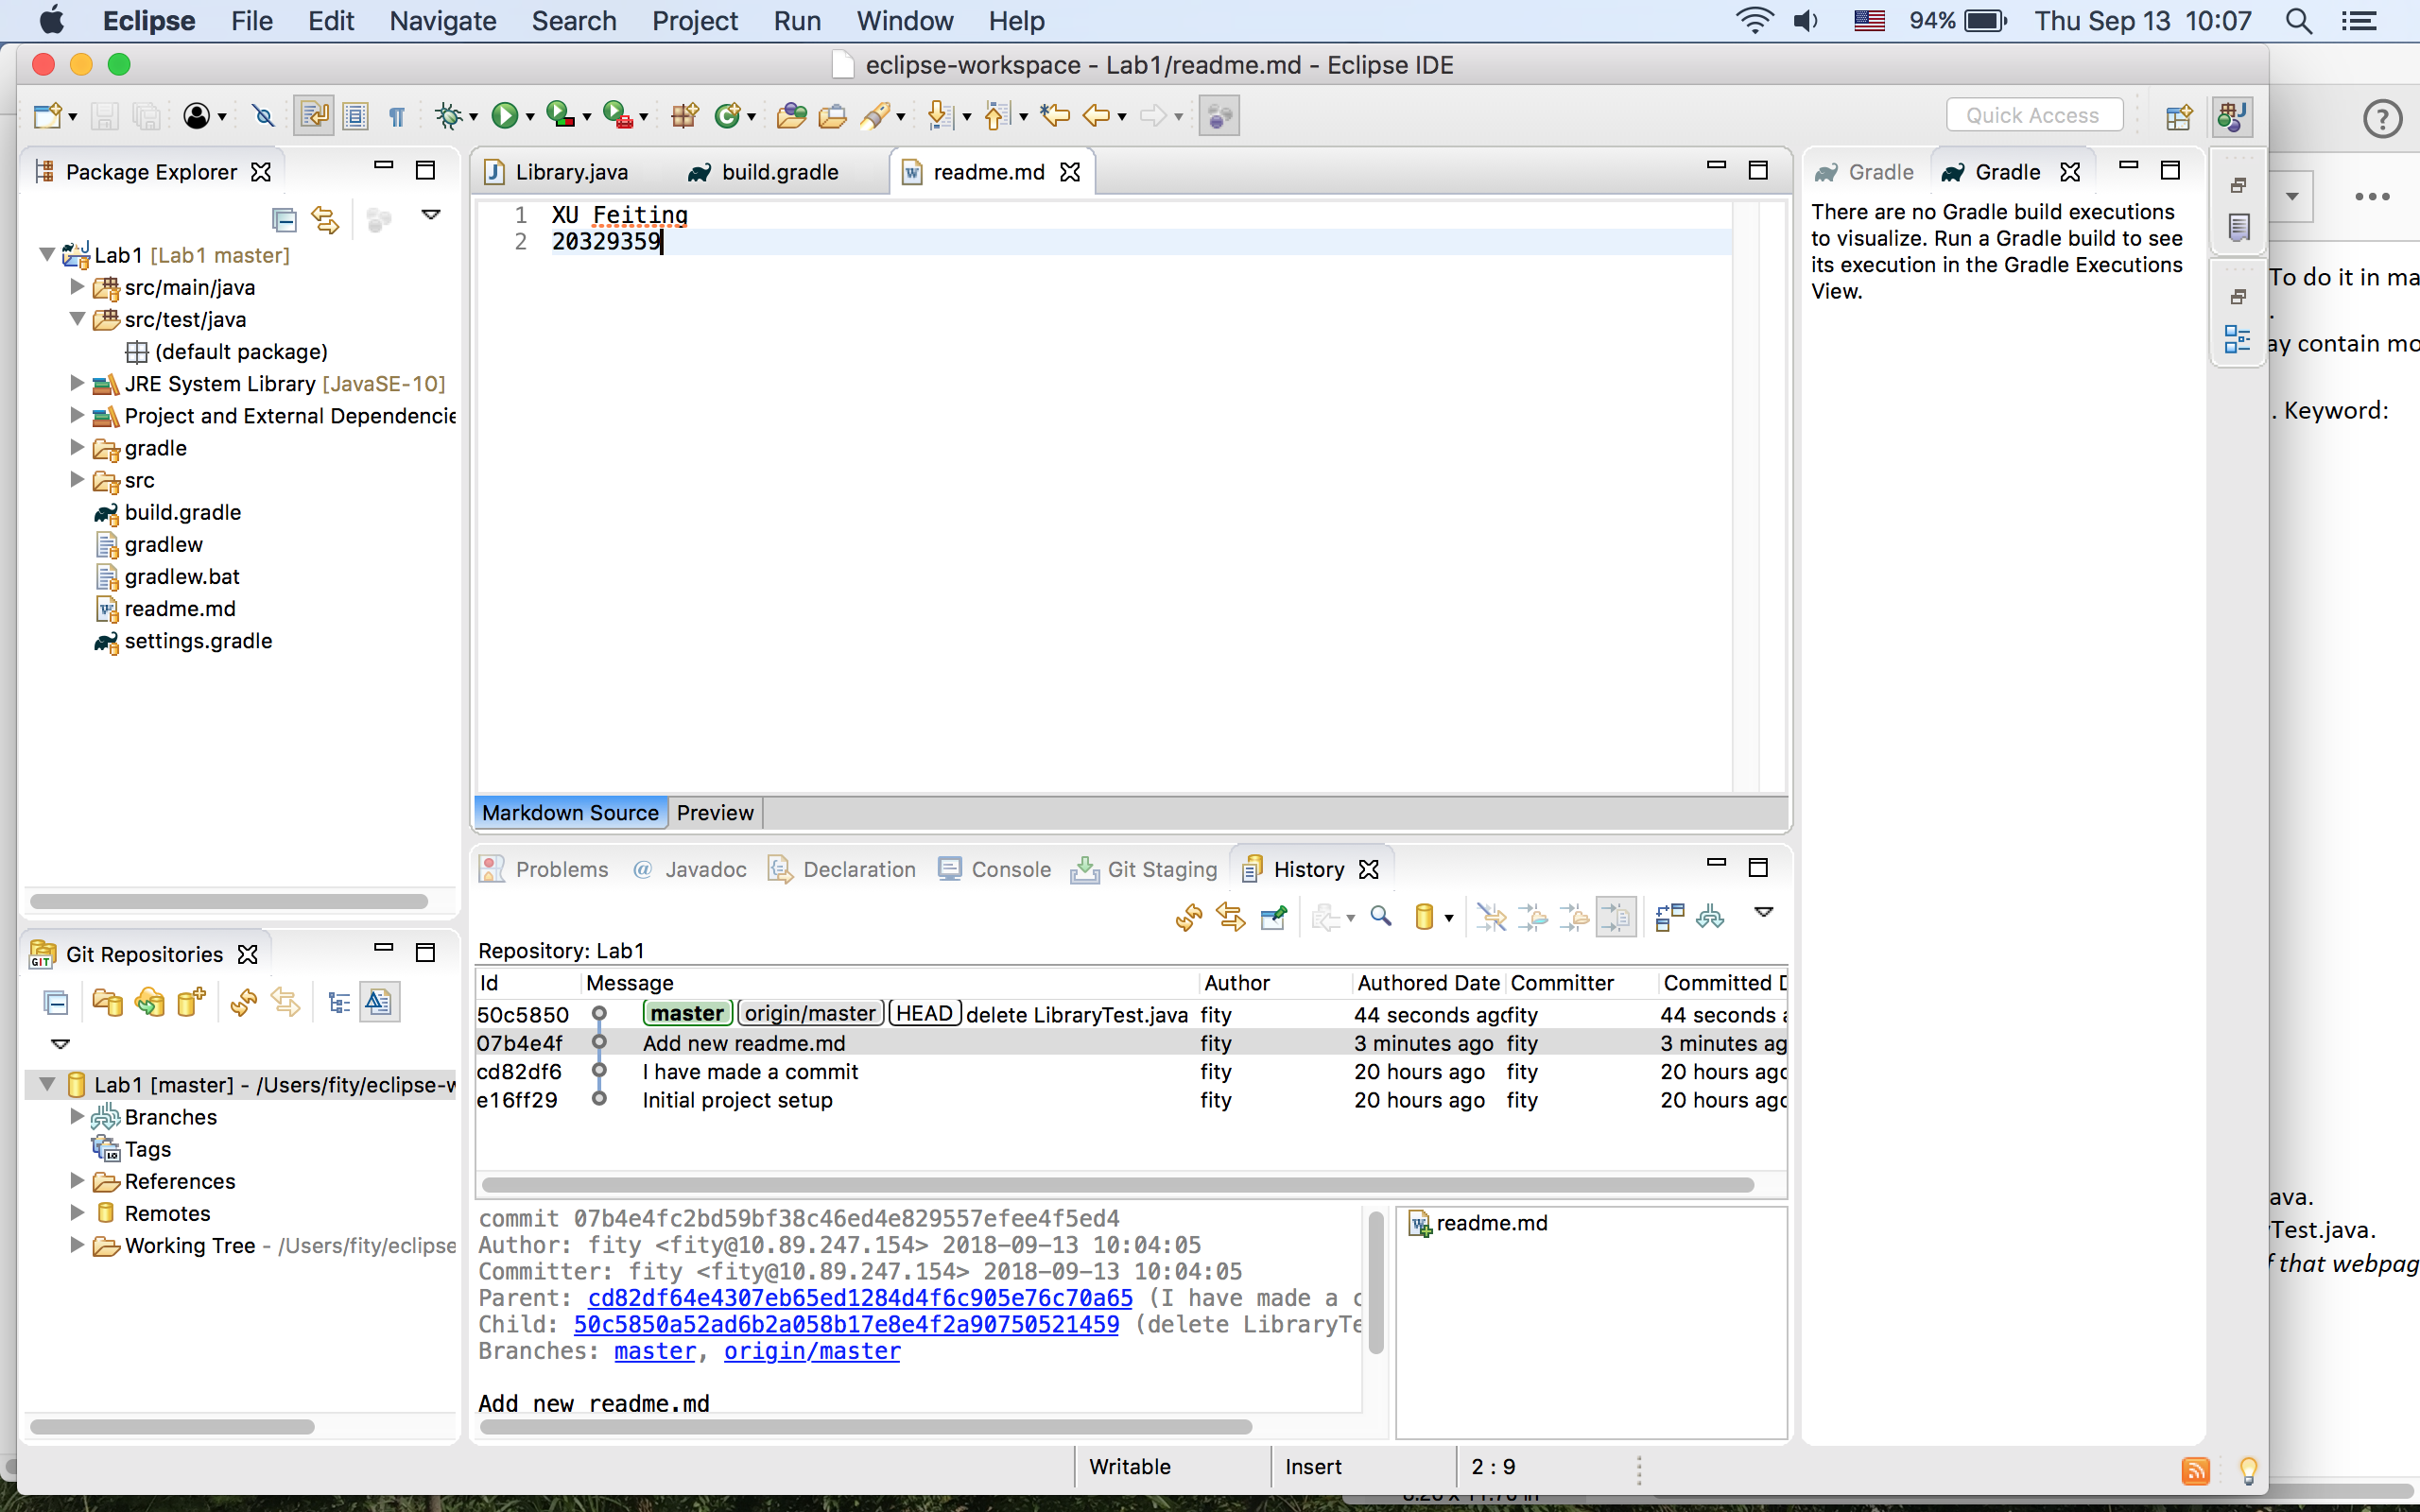 Eclipse File Edit Navigate Search Project Run Window Help 94% Thu Sep 13 10:07
eclipse-workspace - Lab1/readme.md - Eclipse IDE
Quick Access
Package Explorer
Lab1 [Lab1 master]
src/main/java
src/test/java
(default package)
JRE System Library [JavaSE-10]
Project and External Dependencie
gradle
src
build.gradle
gradlew
gradlew.bat
readme.md
settings.gradle
Library.java build.gradle readme.md
1 XU Feiting
2 20329359
Markdown Source Preview
Gradle Gradle
There are no Gradle build executions
to visualize. Run a Gradle build to see
its execution in the Gradle Executions
View.
To do it in ma
.
ay contain mo
. Keyword:
ava.
Test.java.
f that webpag
GIT Git Repositories
Lab1 [master] - /Users/fity/eclipse-w
Branches
Tags
References
Remotes
Working Tree - /Users/fity/eclipse
Problems @ Javadoc Declaration Console Git Staging History
Repository: Lab1
Id Message Author Authored Date Committer Committed D
50c5850 master origin/master HEAD delete LibraryTest.java fity 44 seconds ago fity 44 seconds a
07b4e4f Add new readme.md fity 3 minutes ago fity 3 minutes ag
cd82df6 I have made a commit fity 20 hours ago fity 20 hours ago
e16ff29 Initial project setup fity 20 hours ago fity 20 hours ago
commit 07b4e4fc2bd59bf38c46ed4e829557efee4f5ed4
Author: fity <fity@10.89.247.154> 2018-09-13 10:04:05
Committer: fity <fity@10.89.247.154> 2018-09-13 10:04:05
Parent: cd82df64e4307eb65ed1284d4f6c905e76c70a65 (I have made a c
Child: 50c5850a52ad6b2a058b17e8e4f2a90750521459 (delete LibraryTe
Branches: master, origin/master
Add new readme.md
readme.md
Writable Insert 2 : 9